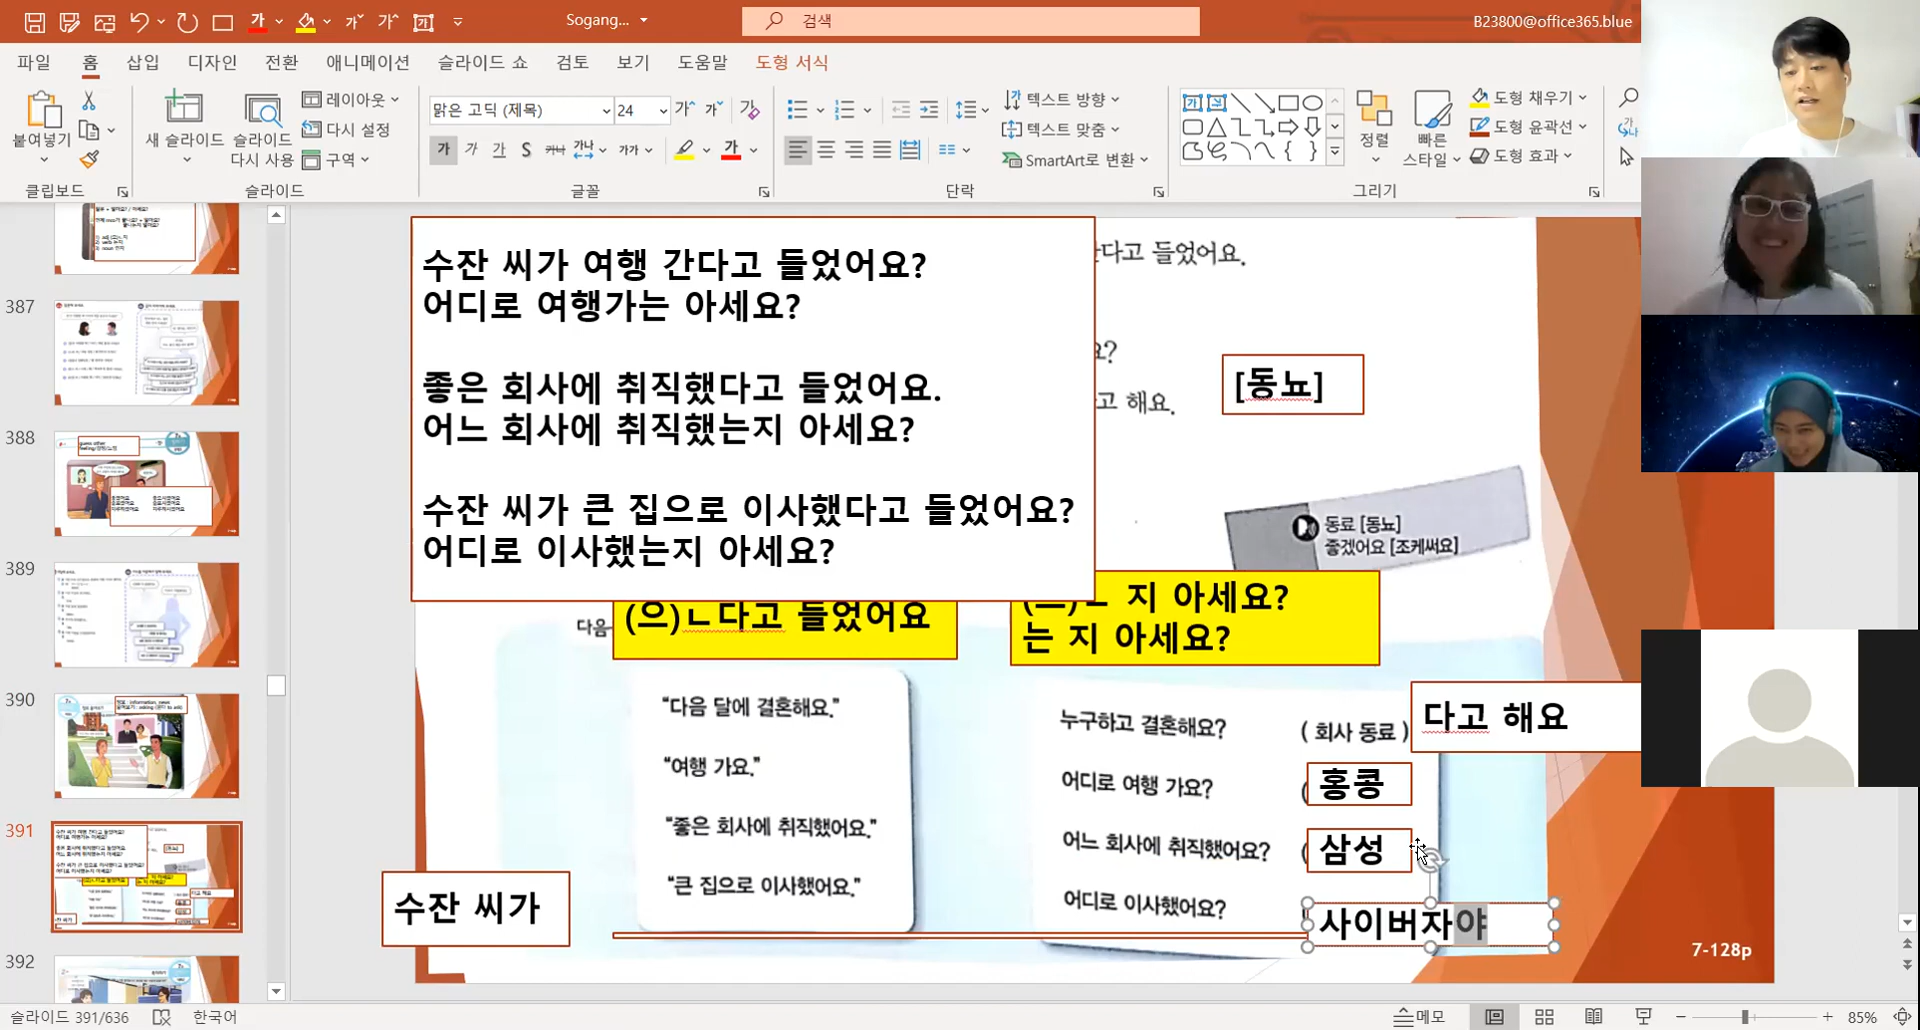 Sogang...
검색
B23800@office365.blue
파일 홈 삽입 디자인 전환 애니메이션 슬라이드 쇼 검토 보기 도움말 도형 서식
붙여넣기
클립보드
새 슬라이드
슬라이드 다시 사용
레이아웃
다시 설정
구역
슬라이드
맑은 고딕 (제목) 24
글꼴
텍스트 방향
텍스트 맞춤
SmartArt로 변환
단락
정렬
빠른 스타일
도형 채우기
도형 윤곽선
도형 효과
그리기
387
388
389
390
391
392
수잔 씨가 여행 간다고 들었어요?
어디로 여행가는 아세요?
좋은 회사에 취직했다고 들었어요.
어느 회사에 취직했는지 아세요?
수잔 씨가 큰 집으로 이사했다고 들었어요?
어디로 이사했는지 아세요?
다고 들었어요.
요?
고 해요.
[동뇨]
동료 [동뇨]
좋겠어요 [조케써요]
다음
(으)ㄴ다고 들었어요
(으)ㄴ 지 아세요?
는 지 아세요?
“다음 달에 결혼해요.”
“여행 가요.”
“좋은 회사에 취직했어요.”
“큰 집으로 이사했어요.”
누구하고 결혼해요?
( 회사 동료 )
다고 해요
어디로 여행 가요?
( 홍콩
어느 회사에 취직했어요?
( 삼성
어디로 이사했어요?
사이버자야
수잔 씨가
7-128p
슬라이드 391/636
한국어
메모
85%